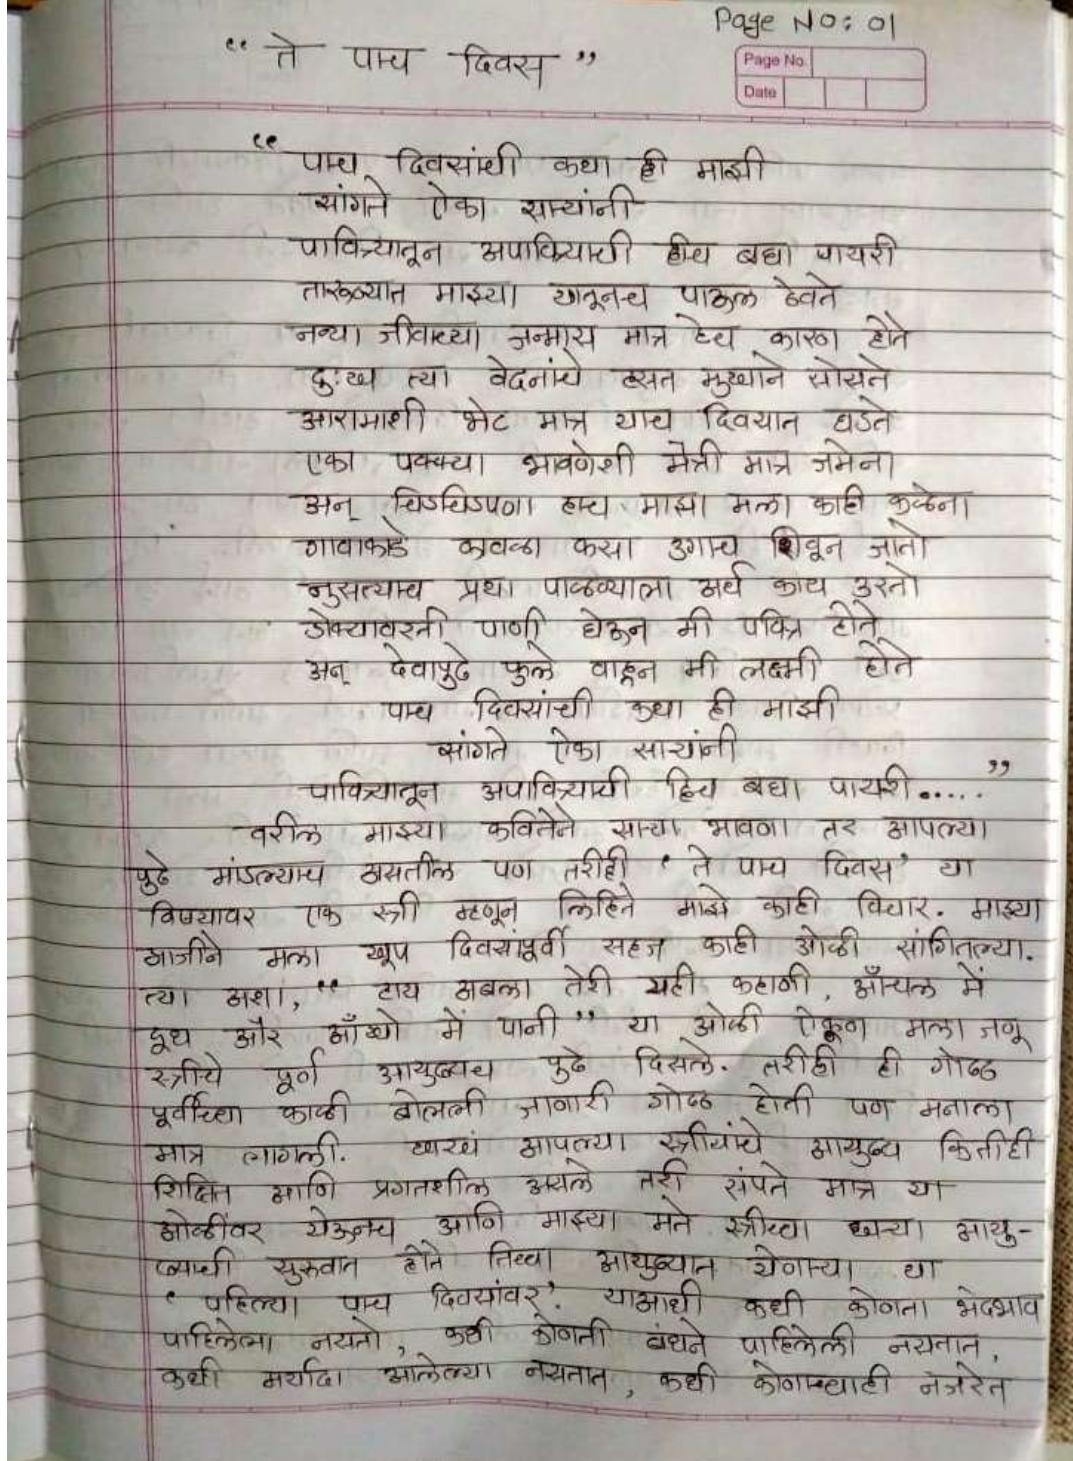 Page No: 01
Page No.
Date
“ ते पाच दिवस ”
“ पाच दिवसांची कथा ही माझी
सांगते ऐका साऱ्यांनी
पावित्र्यातून अपावित्र्याची हीच बघा पायरी
तारूण्यात माझ्या यातूनच पाऊल ठेवते
नव्या जीवाच्या जन्मास मात्र हेच कारण होते
दुःख त्या वेदनांचे हसत मुखाने सोसते
आरामाशी भेट मात्र याच दिवसात घडते
एका पक्क्या भावणेशी मैत्री मात्र जमेना
अन् चिडचिडपणा हाच माझा मला काही कळेना
गावाकडे कावळा कसा उगाच शिवून जातो
नुसत्याच प्रथा पाळण्याला अर्थ काय उरतो
डोक्यावरती पाणी घेऊन मी पवित्र होते
अन् देवापुढे फुले वाहून मी लक्ष्मी होते
पाच दिवसांची कथा ही माझी
सांगते ऐका साऱ्यांनी
पावित्र्यातून अपावित्र्याची हिच बघा पायरी..... ”
वरील माझ्या कवितेने साऱ्या भावणा तर आपल्या
पुढे मांडल्याच असतील पण तरीही ‘ ते पाच दिवस ’ या
विषयावर एक स्त्री म्हणून लिहिते माझे काही विचार. माझ्या
आजीने मला खूप दिवसांपूर्वी सहज काही ओळी सांगितल्या.
त्या अशा, “ हाय अबला तेरी यही कहाणी, आँचल में
दूध और आँखो में पानी ” या ओळी ऐकूण मला जणू
स्त्रीचे पूर्ण आयुष्यच पुढे दिसले. तरीही ही गोष्ठ
पूर्वीच्या काळी बोलली जाणारी गोष्ठ होती पण मनाला
मात्र लागली. खरखं आपल्या स्त्रीयांचे आयुष्य कितीही
शिक्षित आणि प्रगतशील असले तरी संपते मात्र या
ओळींवर येऊनच आणि माझ्या मते स्त्रीच्या खऱ्या आयु-
ष्याची सुरुवात होते तिच्या आयुष्यात येणाऱ्या या
‘ पहिल्या पाच दिवसांवर ’. याआधी कधी कोणता भेदभाव
पाहिलेला नसतो, कधी कोणती बंधने पाहिलेली नसतात,
कधी मर्यादा आलेल्या नसतात, कधी कोणाच्याही नजरेत